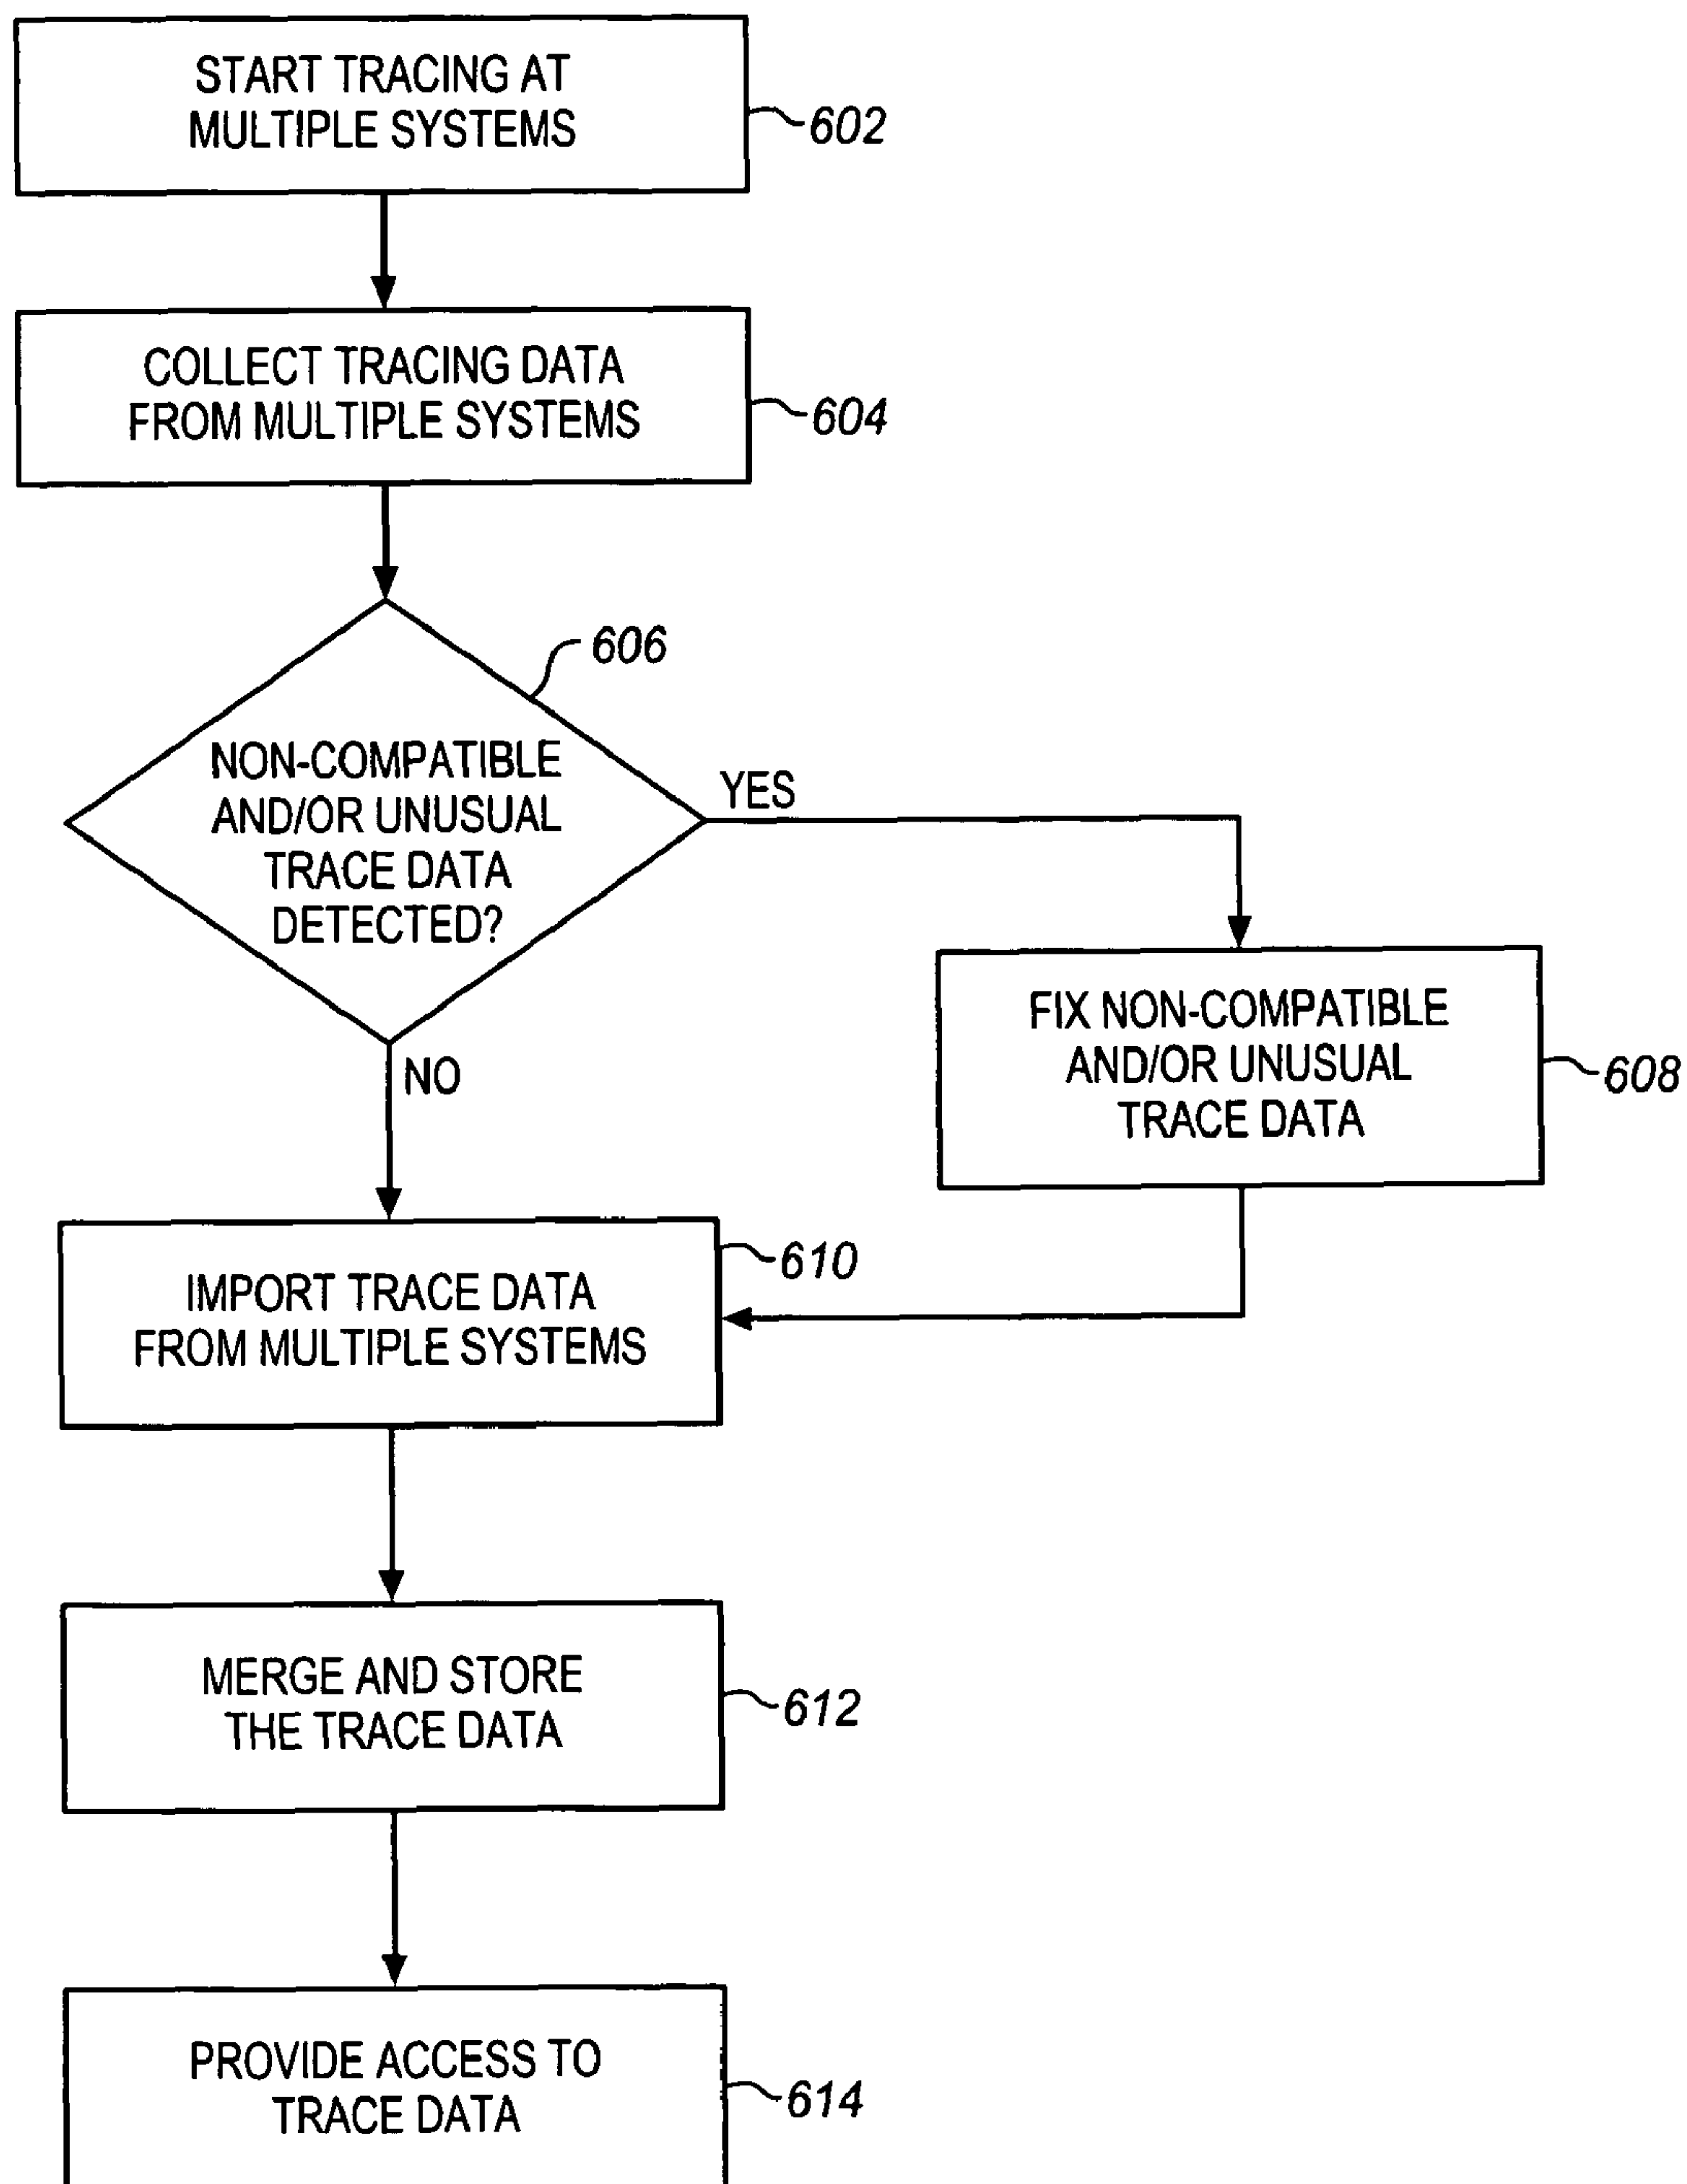 START TRACING AT
MULTIPLE SYSTEMS
602
COLLECT TRACING DATA
FROM MULTIPLE SYSTEMS
604
606
NON-COMPATIBLE
AND/OR UNUSUAL
TRACE DATA
DETECTED?
YES
NO
FIX NON-COMPATIBLE
AND/OR UNUSUAL
TRACE DATA
608
610
IMPORT TRACE DATA
FROM MULTIPLE SYSTEMS
MERGE AND STORE
THE TRACE DATA
612
PROVIDE ACCESS TO
TRACE DATA
614